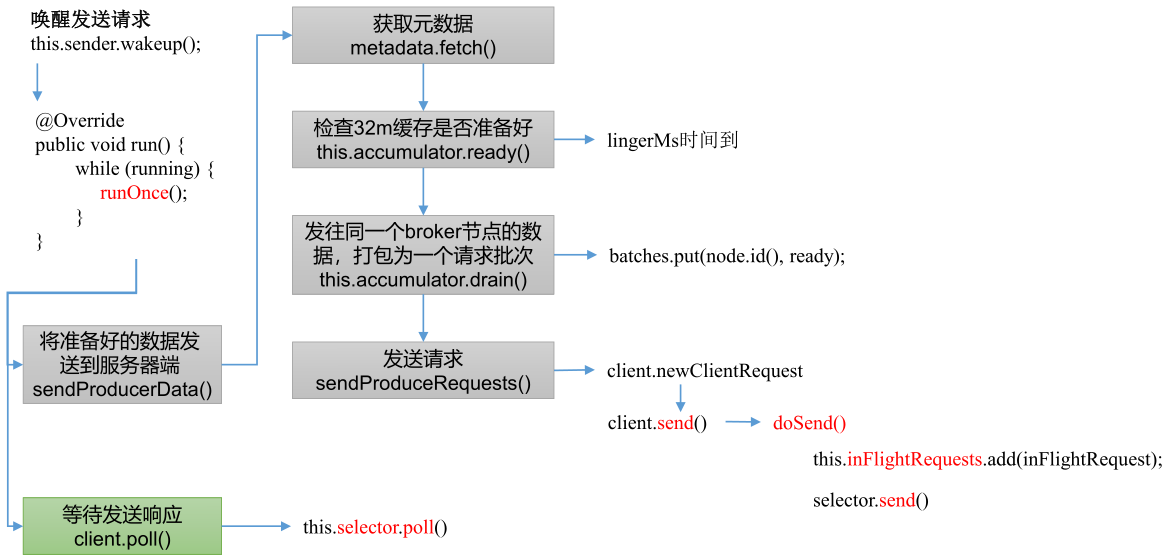 唤醒发送请求
this.sender.wakeup();
@Override
public void run() {
while (running) {
runOnce();
}
}
将准备好的数据发
送到服务器端
sendProducerData()
等待发送响应
client.poll()
this.selector.poll()
获取元数据
metadata.fetch()
检查32m缓存是否准备好
this.accumulator.ready()
lingerMs时间到
发往同一个broker节点的数
据，打包为一个请求批次
this.accumulator.drain()
batches.put(node.id(), ready);
发送请求
sendProduceRequests()
client.newClientRequest
client.send()
doSend()
this.inFlightRequests.add(inFlightRequest);
selector.send()